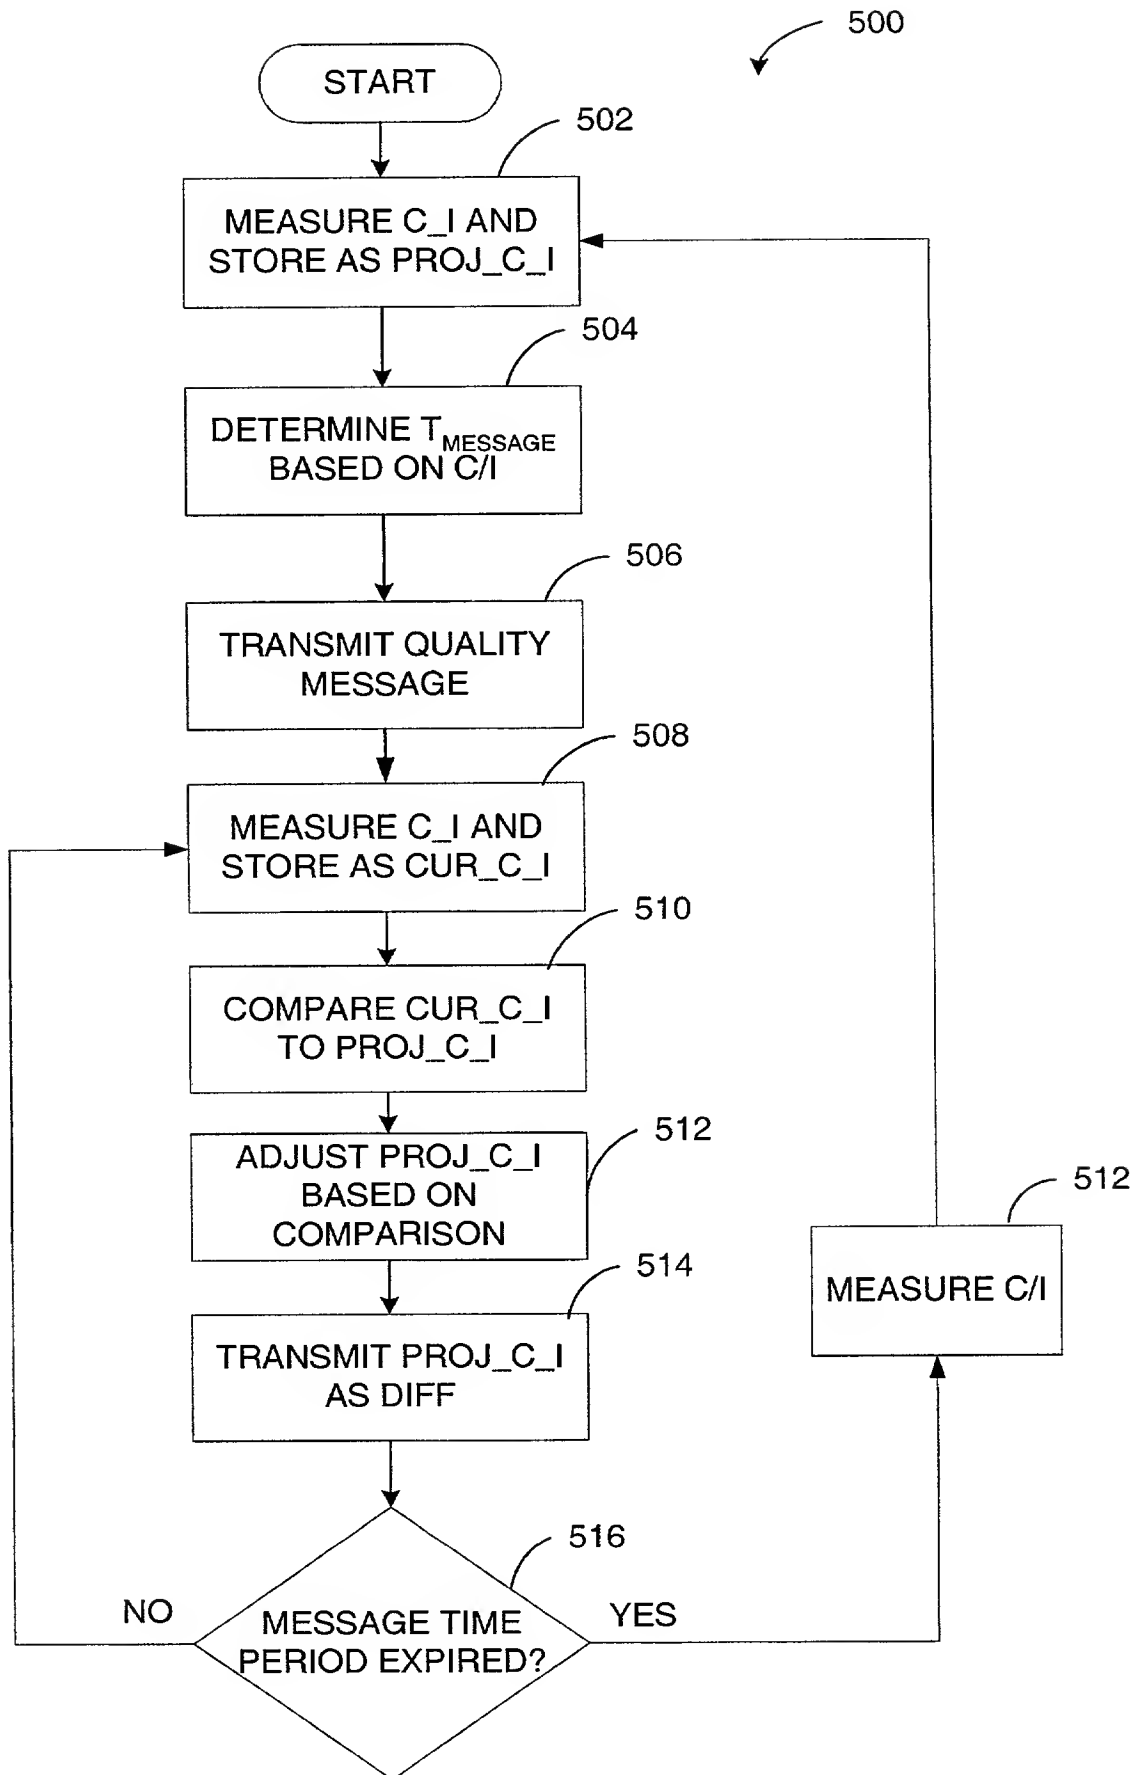 500
START
502
MEASURE C_I AND
STORE AS PROJ_C_I
504
DETERMINE TMESSAGE
BASED ON C/I
506
TRANSMIT QUALITY
MESSAGE
508
MEASURE C_I AND
STORE AS CUR_C_I
510
COMPARE CUR_C_I
TO PROJ_C_I
512
ADJUST PROJ_C_I
BASED ON
COMPARISON
512
MEASURE C/I
514
TRANSMIT PROJ_C_I
AS DIFF
516
NO
MESSAGE TIME
PERIOD EXPIRED?
YES